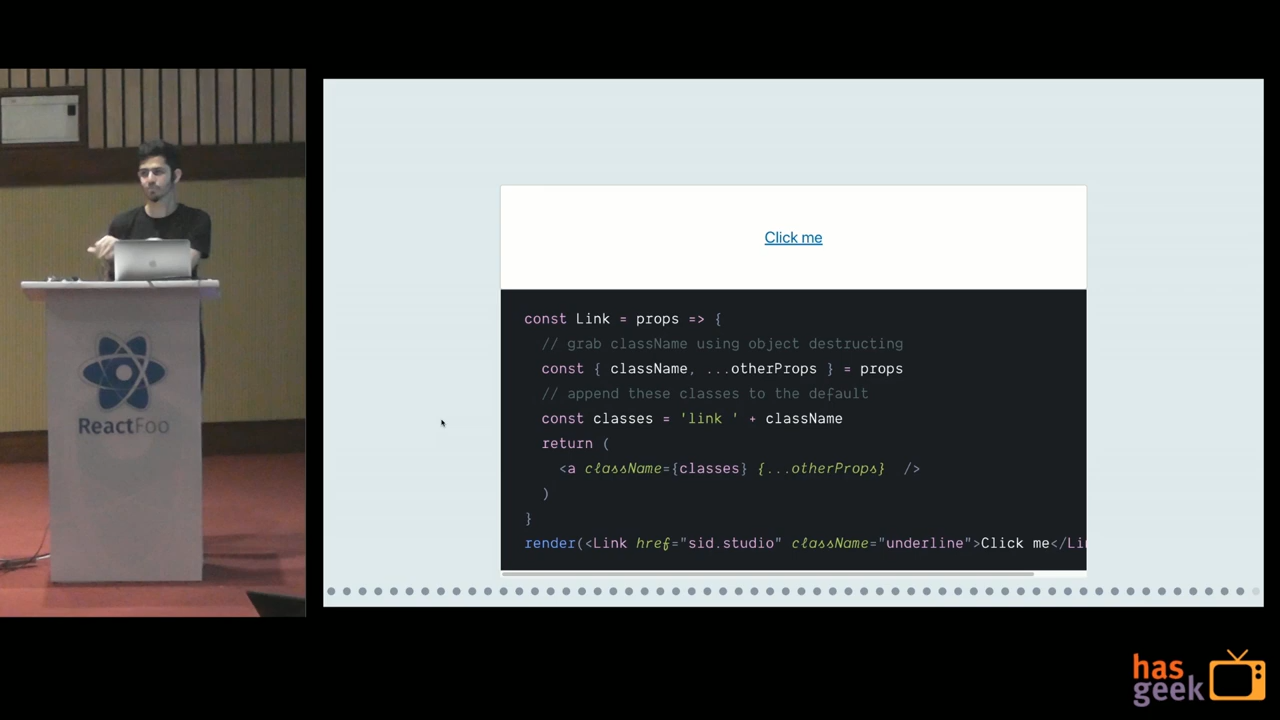 ReactFoo
Click me
const Link = props => {
// grab className using object destructing
const { className, ...otherProps } = props
// append these classes to the default
const classes = 'link ' + className
return (
<a className={classes} {...otherProps}  />
)
}
render(<Link href="sid.studio" className="underline">Click me</Li
has
geek